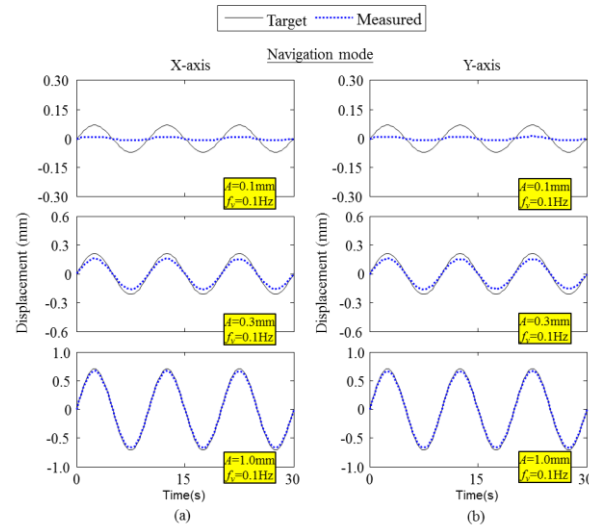 Target Measured
Navigation mode
X-axis
Y-axis
Displacement (mm)
0.30
0.15
0
-0.15
-0.30
A=0.1mm
fv=0.1Hz
0.6
0.3
0
-0.3
-0.6
A=0.3mm
fv=0.1Hz
1.0
0.5
0
-0.5
-1.0
A=1.0mm
fv=0.1Hz
0 15 30
Time(s)
(a)
Displacement (mm)
0.30
0.15
0
-0.15
-0.30
A=0.1mm
fv=0.1Hz
0.6
0.3
0
-0.3
-0.6
A=0.3mm
fv=0.1Hz
1.0
0.5
0
-0.5
-1.0
A=1.0mm
fv=0.1Hz
0 15 30
Time(s)
(b)